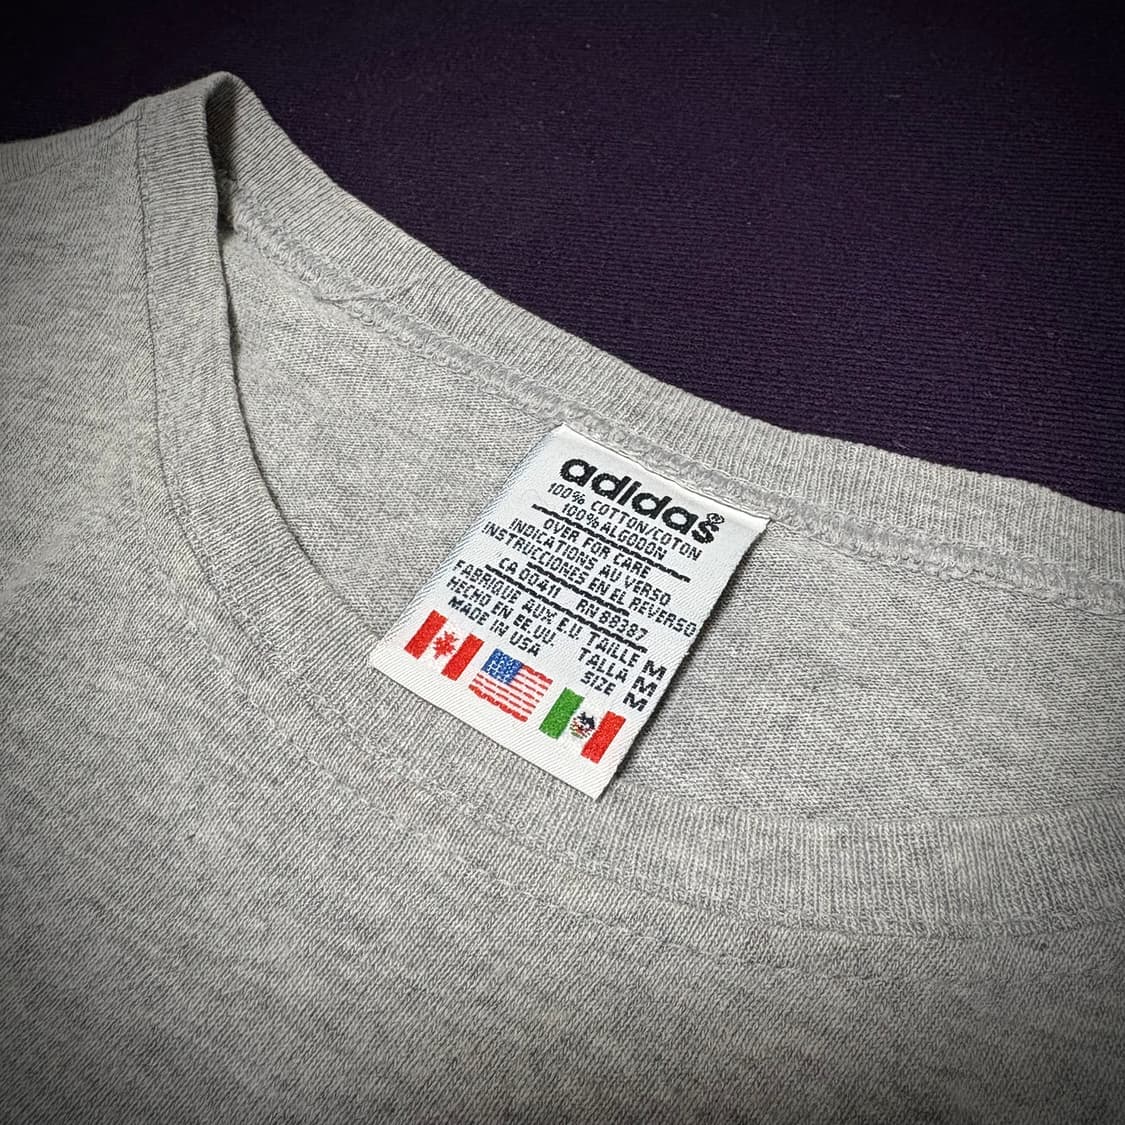 adidas®
100% COTTON/COTON
100% ALGODON
OVER FOR CARE
INDICATIONS AU VERSO
INSTRUCCIONES EN EL REVERSO
CA 00411 RN 88387
FABRIQUE AUX E.U. TAILLE M
HECHO EN EE.UU. TALLA M
MADE IN USA SIZE M